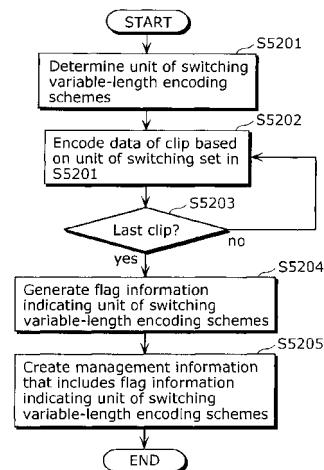 START
S5201
Determine unit of switching
variable-length encoding
schemes
S5202
Encode data of clip based
on unit of switching set in
S5201
S5203
Last clip?
no
yes
S5204
Generate flag information
indicating unit of switching
variable-length encoding schemes
S5205
Create management information
that includes flag information
indicating unit of switching
variable-length encoding schemes
END